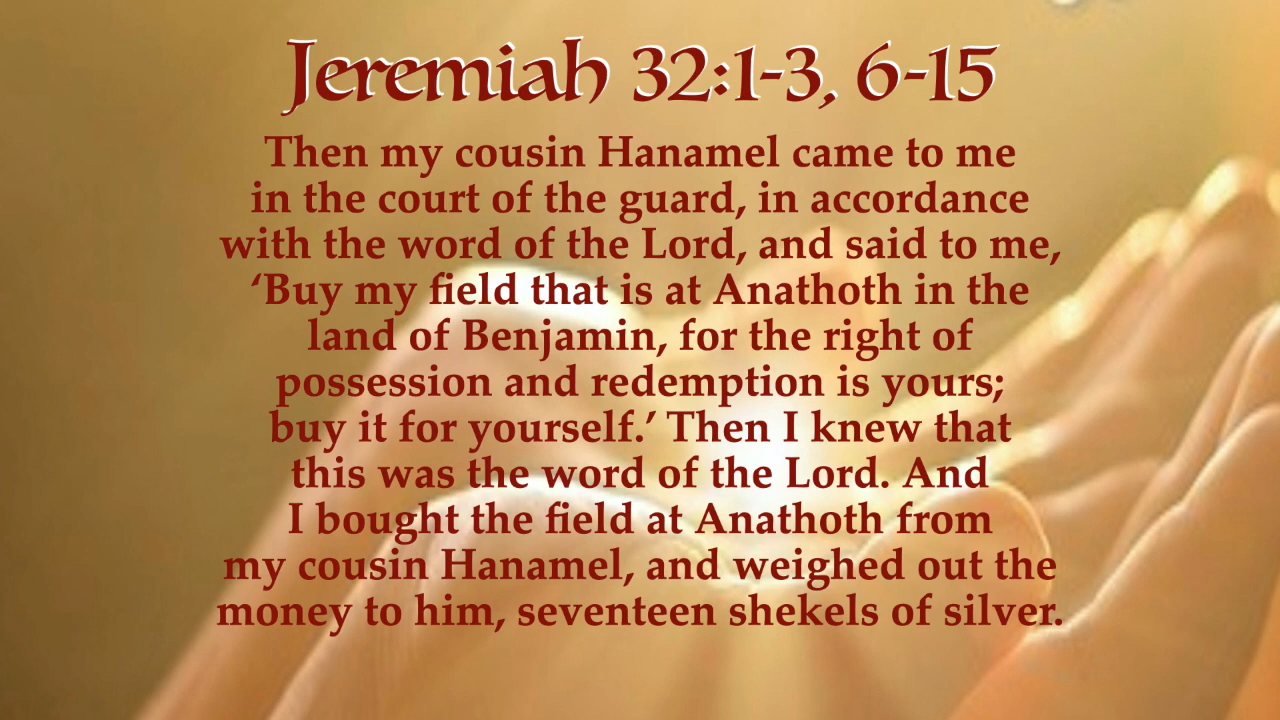 Jeremiah 32:1-3, 6-15
Then my cousin Hanamel came to me
in the court of the guard, in accordance
with the word of the Lord, and said to me,
‘Buy my field that is at Anathoth in the
land of Benjamin, for the right of
possession and redemption is yours;
buy it for yourself.’ Then I knew that
this was the word of the Lord. And
I bought the field at Anathoth from
my cousin Hanamel, and weighed out the
money to him, seventeen shekels of silver.